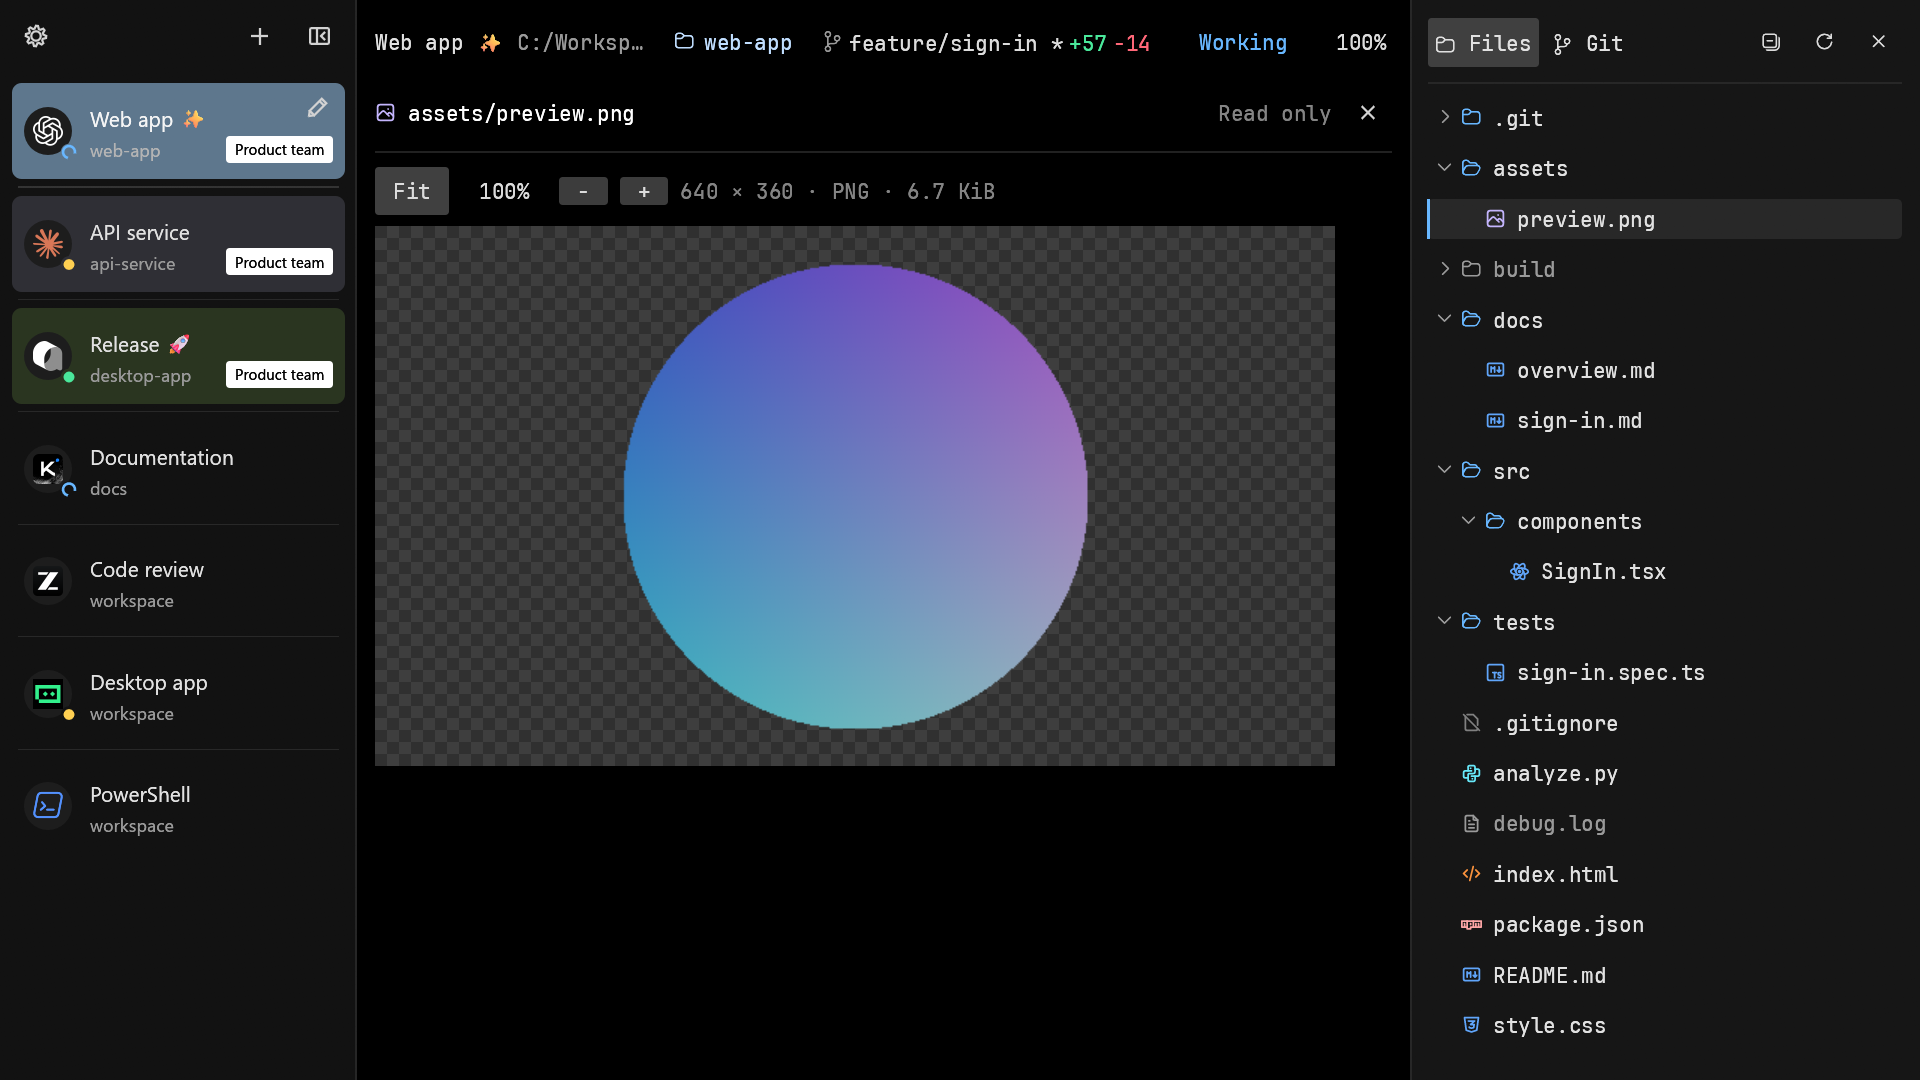 Web app ✨
web-app
Product team
API service
api-service
Product team
Release 🚀
desktop-app
Product team
Documentation
docs
Code review
workspace
Desktop app
workspace
PowerShell
workspace
Web app ✨ C:/Worksp… web-app feature/sign-in *+57 -14 Working 100%
assets/preview.png Read only
Fit 100% - + 640 × 360 · PNG · 6.7 KiB
Files Git
.git
assets
preview.png
build
docs
overview.md
sign-in.md
src
components
SignIn.tsx
tests
sign-in.spec.ts
.gitignore
analyze.py
debug.log
index.html
package.json
README.md
style.css